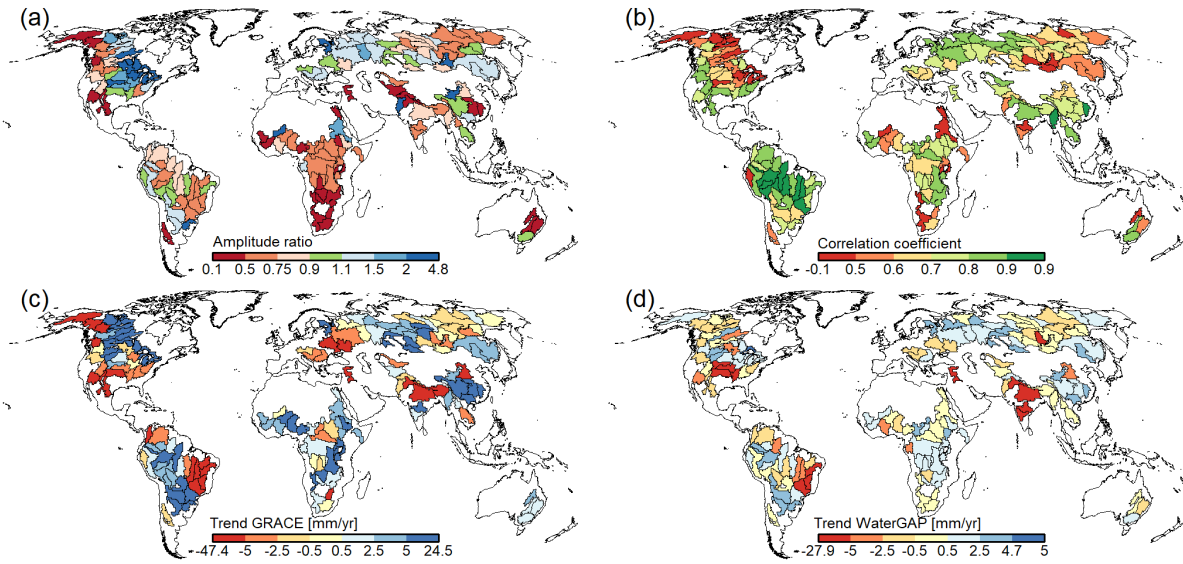 (a)
(b)
Amplitude ratio
0.1 0.5 0.75 0.9 1.1 1.5 2 4.8
Correlation coefficient
-0.1 0.5 0.6 0.7 0.8 0.9 0.9
(c)
(d)
Trend GRACE [mm/yr]
-47.4 -5 -2.5 -0.5 0.5 2.5 5 24.5
Trend WaterGAP [mm/yr]
-27.9 -5 -2.5 -0.5 0.5 2.5 4.7 5